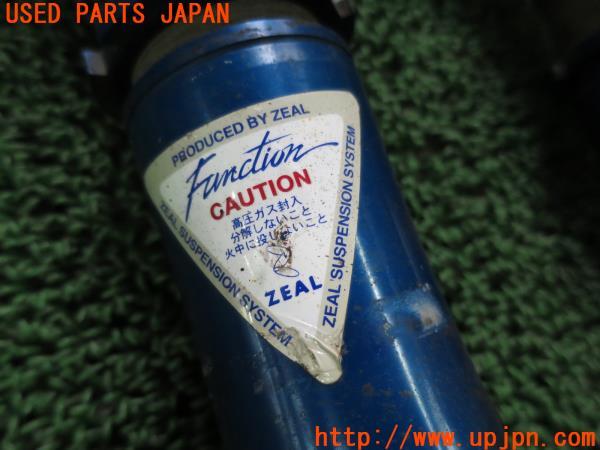 USED PARTS JAPAN
PRODUCED BY ZEAL
Function
CAUTION
高圧ガス封入
分解しないこと
火中に投じないこと
ZEAL
ZEAL SUSPENSION SYSTEM
ZEAL SUSPENSION SYSTEM
http://www.upjpn.com/